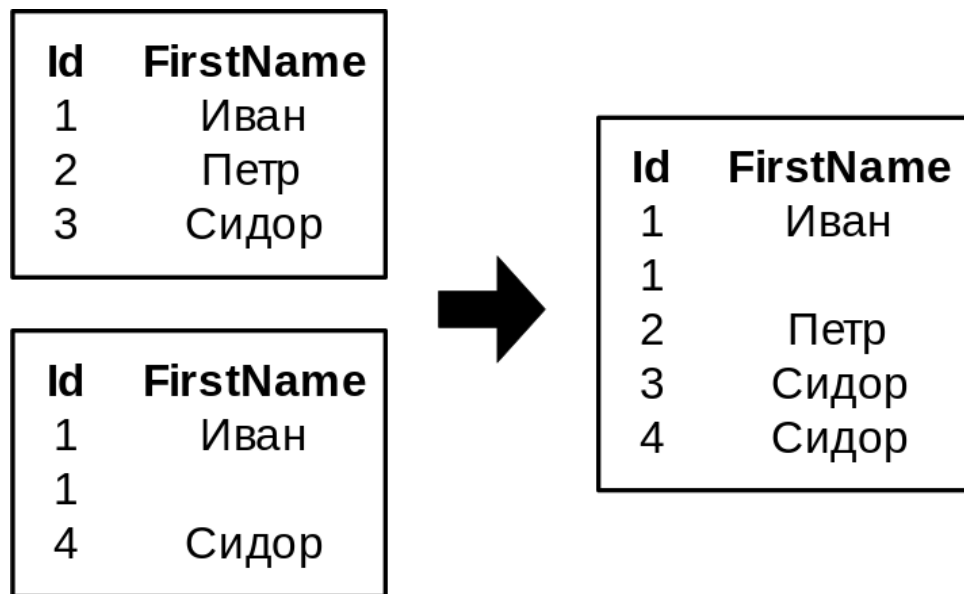 Id FirstName
1 Иван
2 Петр
3 Сидор
Id FirstName
1 Иван
1
4 Сидор
Id FirstName
1 Иван
1
2 Петр
3 Сидор
4 Сидор